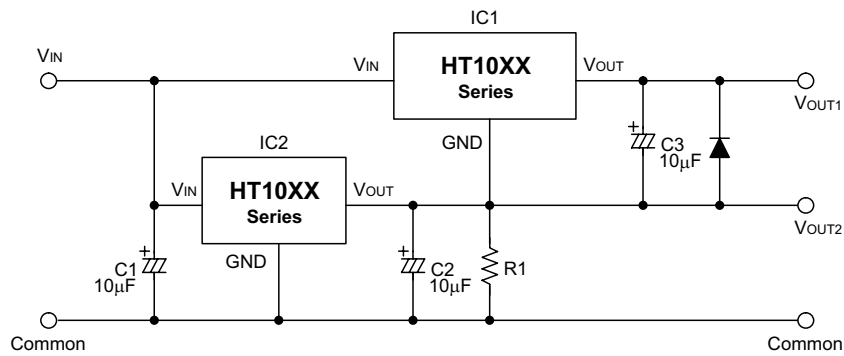 IC1
VIN
VIN
HT10XX
Series
VOUT
VOUT1
GND
C3
10μF
IC2
VIN
HT10XX
Series
VOUT
VOUT2
GND
C1
10μF
C2
10μF
R1
Common
Common